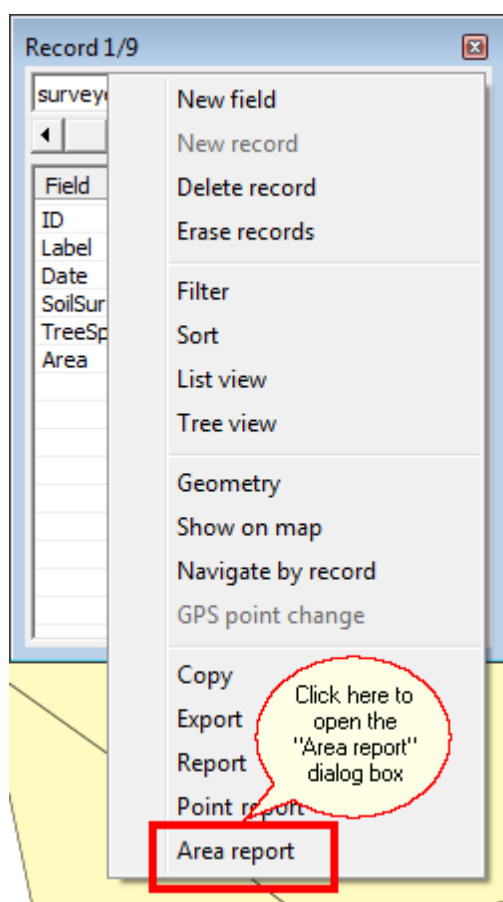 Record 1/9
survey
Field
ID
Label
Date
SoilSur
TreeSp
Area
New field
New record
Delete record
Erase records
Filter
Sort
List view
Tree view
Geometry
Show on map
Navigate by record
GPS point change
Copy
Export
Report
Point report
Area report
Click here to
open the
"Area report"
dialog box